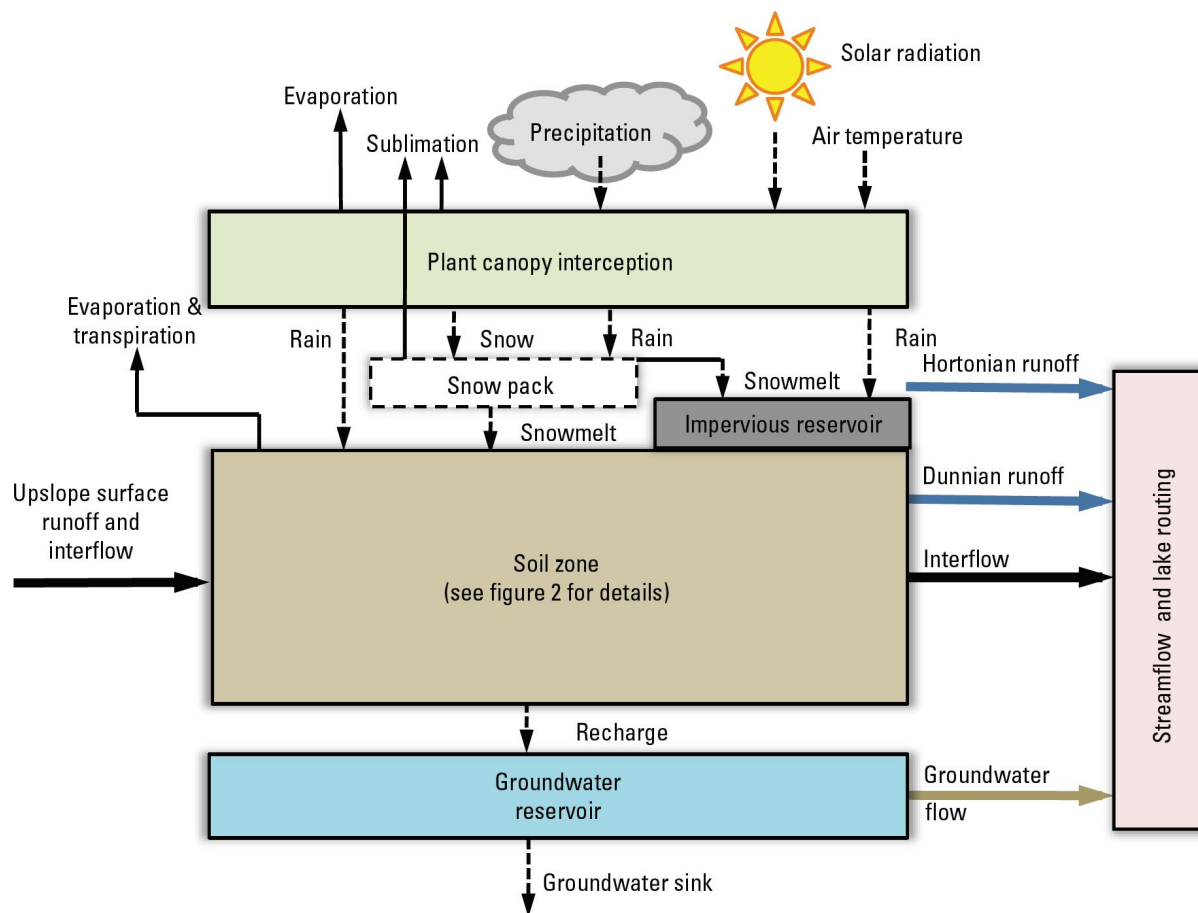 Solar radiation
Evaporation
Precipitation
Sublimation
Air temperature
Plant canopy interception
Evaporation &
transpiration
Rain
Snow
Rain
Rain
Hortonian runoff
Snow pack
Snowmelt
Impervious reservoir
Snowmelt
Dunnian runoff
Upslope surface
runoff and
interflow
Soil zone
(see figure 2 for details)
Interflow
Streamflow and lake routing
Recharge
Groundwater
reservoir
Groundwater
flow
Groundwater sink